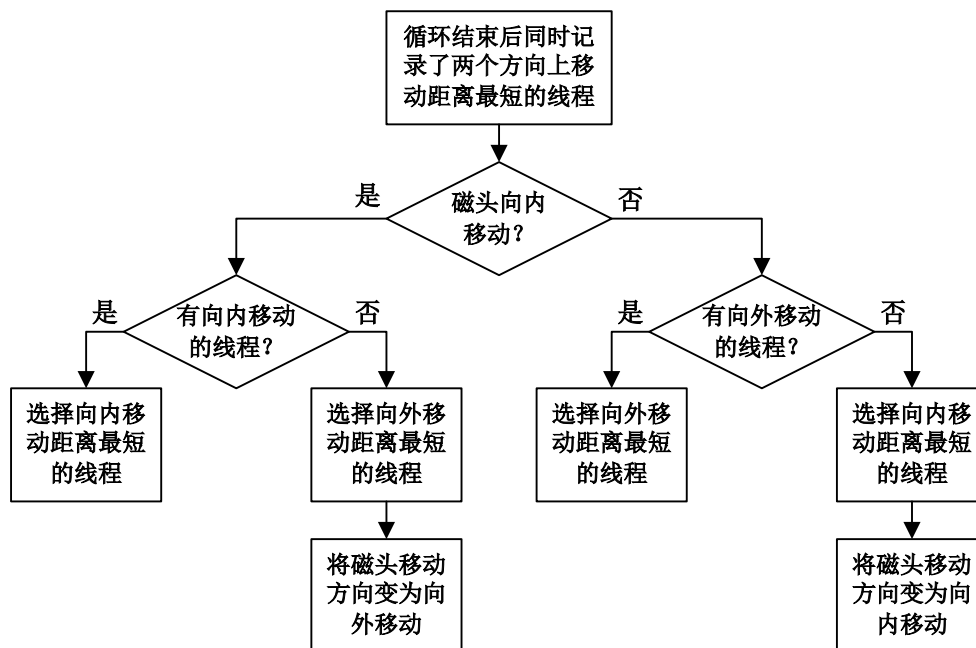 循环结束后同时记
录了两个方向上移
动距离最短的线程
是
磁头向内
移动？
否
是
有向内移动
的线程？
否
是
有向外移动
的线程？
否
选择向内移
动距离最短
的线程
选择向外移
动距离最短
的线程
选择向外移
动距离最短
的线程
选择向内移
动距离最短
的线程
将磁头移动
方向变为向
外移动
将磁头移动
方向变为向
内移动